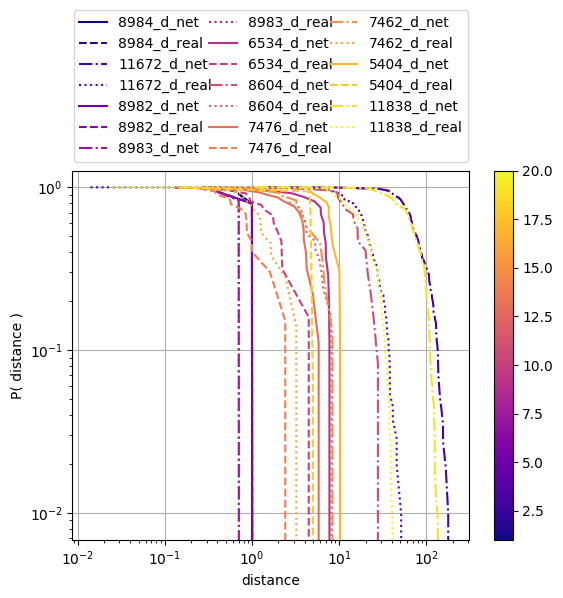 8984_d_net 8983_d_real 7462_d_net
8984_d_real 6534_d_net 7462_d_real
11672_d_net 6534_d_real 5404_d_net
11672_d_real 8604_d_net 5404_d_real
8982_d_net 8604_d_real 11838_d_net
8982_d_real 7476_d_net 11838_d_real
8983_d_net 7476_d_real
10⁰
10⁻¹
10⁻²
P( distance )
10⁻² 10⁻¹ 10⁰ 10¹ 10²
distance
20.0
17.5
15.0
12.5
10.0
7.5
5.0
2.5